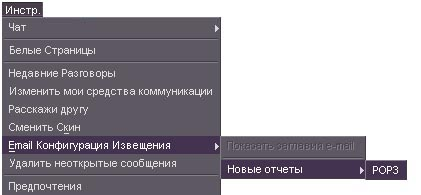 Инстр.
Чат
Белые Страницы
Недавние Разговоры
Изменить мои средства коммуникации
Расскажи другу
Сменить Скин
Email Конфигурация Извещения
Показать заглавия e-mail
Удалить неоткрытые сообщения
Новые отчеты
POP3
Предпочтения